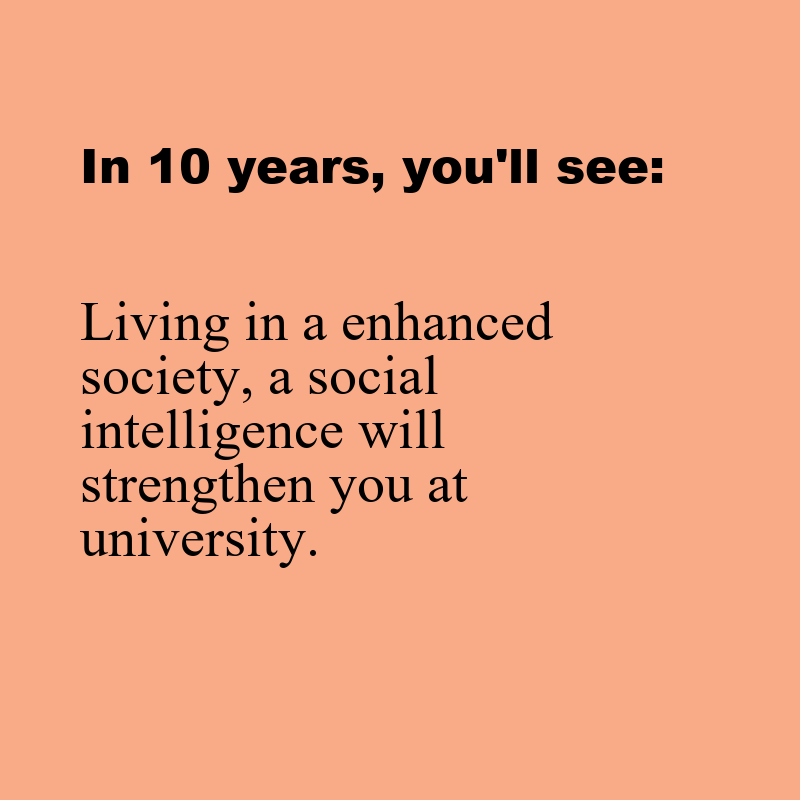 In 10 years, you'll see:
Living in a enhanced
society, a social
intelligence will
strengthen you at
university.